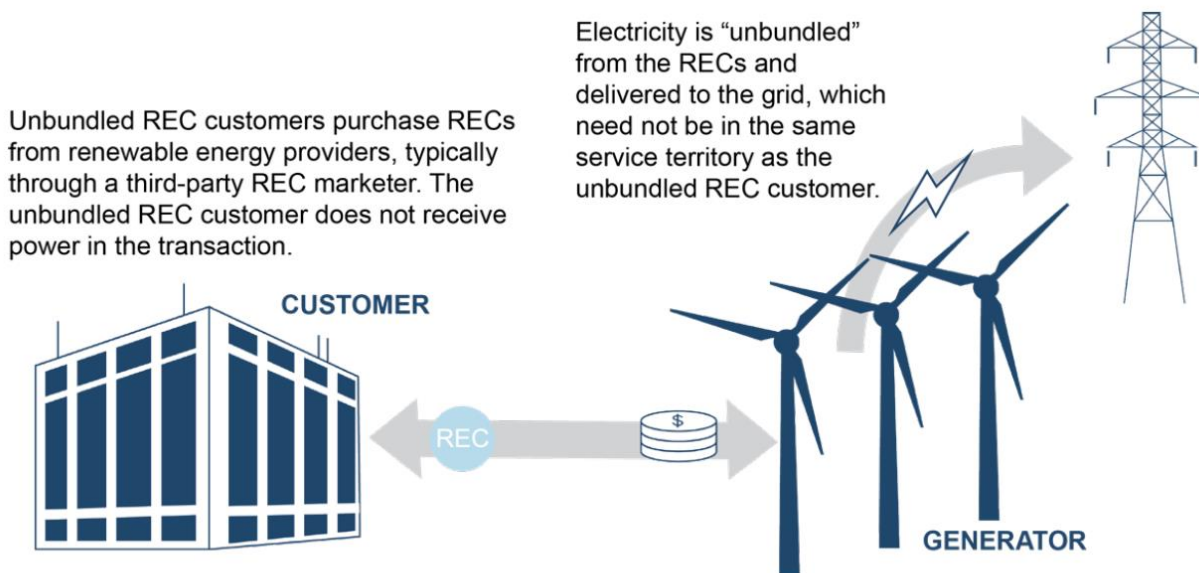 Electricity is “unbundled”
from the RECs and
delivered to the grid, which
need not be in the same
service territory as the
unbundled REC customer.
Unbundled REC customers purchase RECs
from renewable energy providers, typically
through a third-party REC marketer. The
unbundled REC customer does not receive
power in the transaction.
CUSTOMER
REC
$
GENERATOR